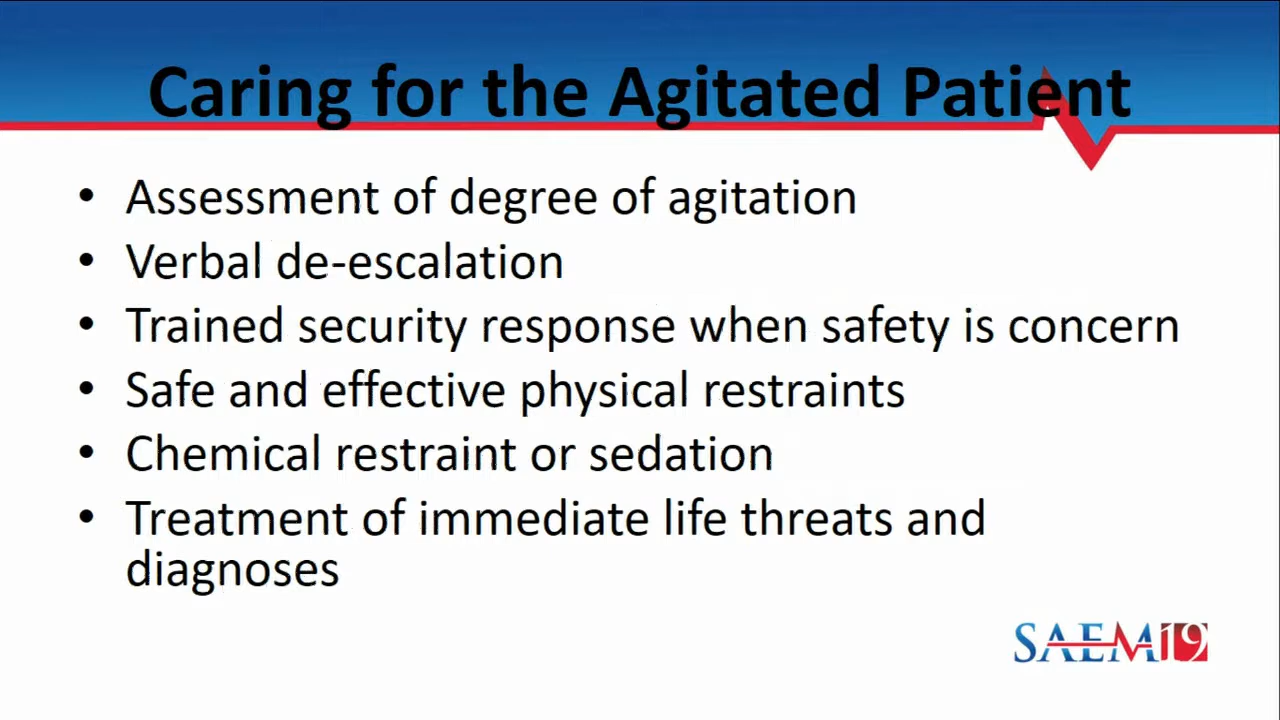 Caring for the Agitated Patient
• Assessment of degree of agitation
• Verbal de-escalation
• Trained security response when safety is concern
• Safe and effective physical restraints
• Chemical restraint or sedation
• Treatment of immediate life threats and
diagnoses
SAEM19